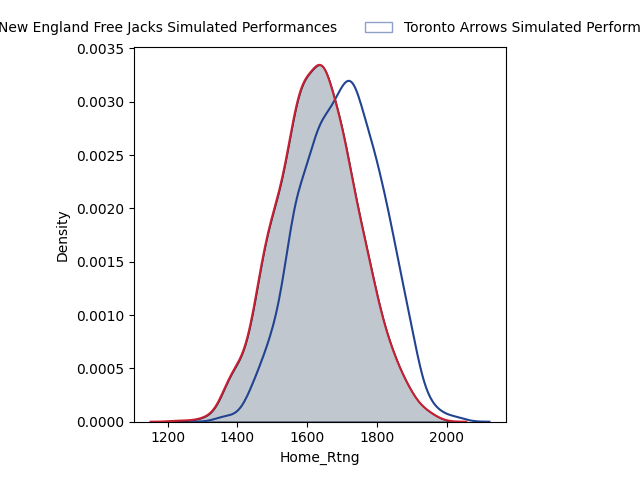 New England Free Jacks Simulated Performances Toronto Arrows Simulated Perform
0.0035
0.0030
0.0025
0.0020
0.0015
0.0010
0.0005
0.0000
Density
1200 1400 1600 1800 2000
Home_Rtng